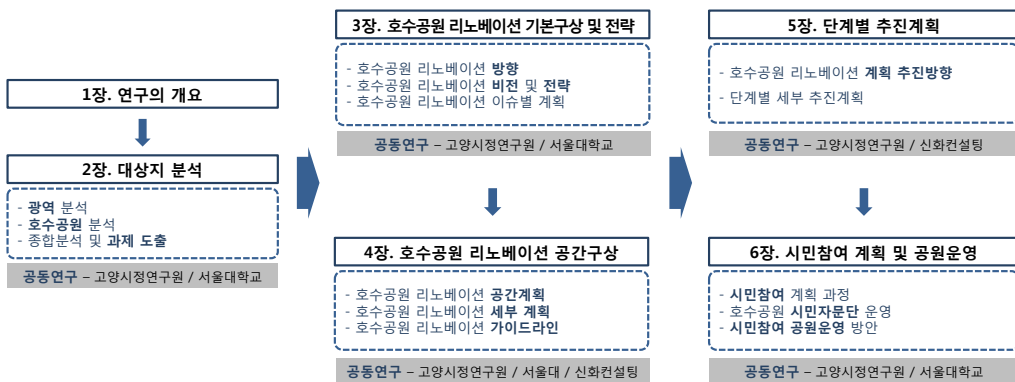 1장. 연구의 개요
2장. 대상지 분석
- 광역 분석
- 호수공원 분석
- 종합분석 및 과제 도출
공동연구 – 고양시정연구원 / 서울대학교
3장. 호수공원 리노베이션 기본구상 및 전략
- 호수공원 리노베이션 방향
- 호수공원 리노베이션 비전 및 전략
- 호수공원 리노베이션 이슈별 계획
공동연구 – 고양시정연구원 / 서울대학교
4장. 호수공원 리노베이션 공간구상
- 호수공원 리노베이션 공간계획
- 호수공원 리노베이션 세부 계획
- 호수공원 리노베이션 가이드라인
공동연구 – 고양시정연구원 / 서울대 / 신화컨설팅
5장. 단계별 추진계획
- 호수공원 리노베이션 계획 추진방향
- 단계별 세부 추진계획
공동연구 – 고양시정연구원 / 신화컨설팅
6장. 시민참여 계획 및 공원운영
- 시민참여 계획 과정
- 호수공원 시민자문단 운영
- 시민참여 공원운영 방안
공동연구 – 고양시정연구원 / 서울대학교